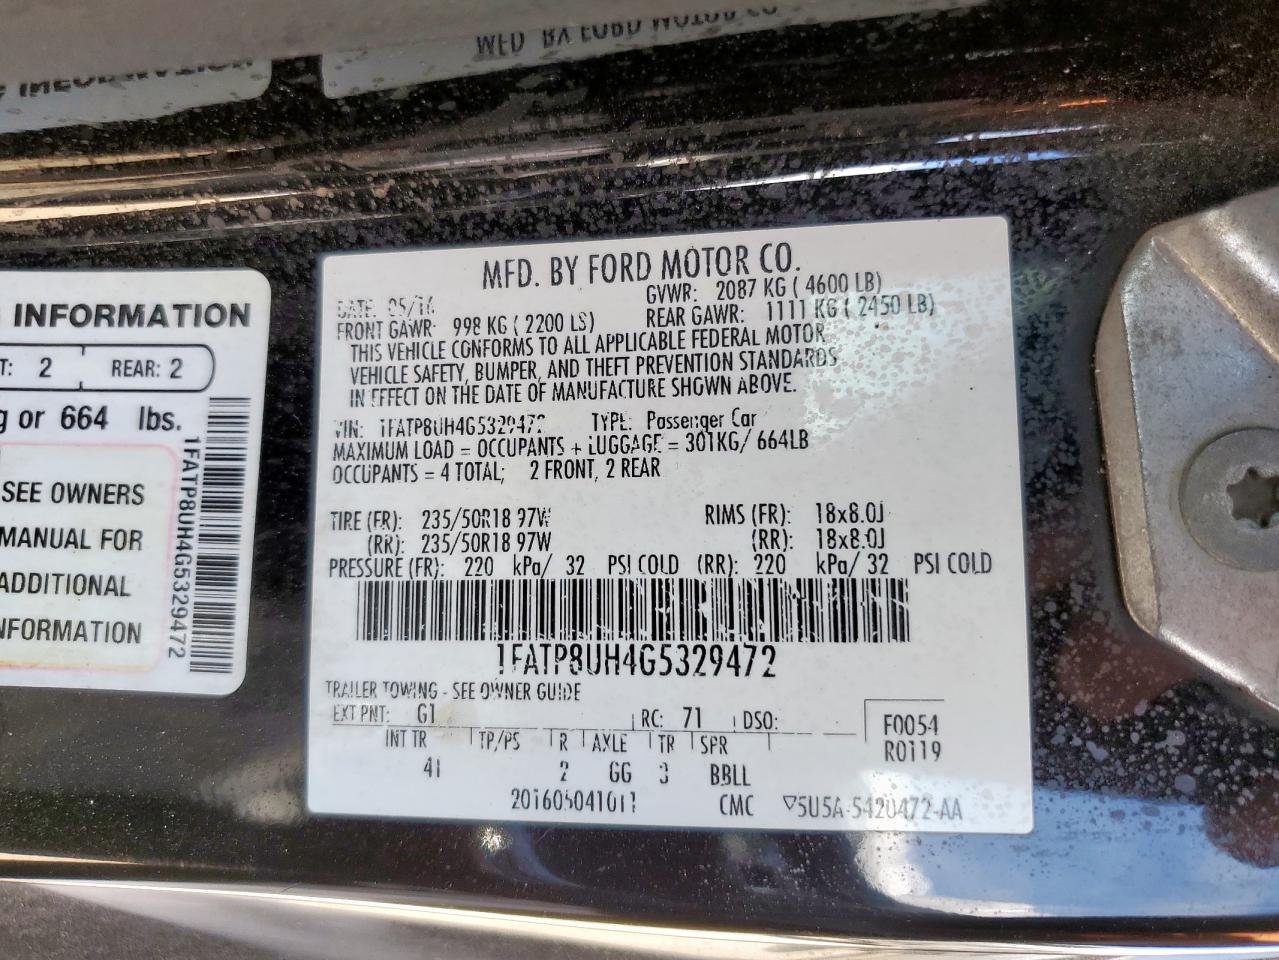 INFORMATION
T: 2 REAR: 2
g or 664 lbs.
SEE OWNERS
MANUAL FOR
ADDITIONAL
NFORMATION
1FATP8UH4G5329472
MFD. BY FORD MOTOR CO.
DATE: 05/16
GVWR: 2087 KG ( 4600 LB)
FRONT GAWR: 998 KG ( 2200 LB)
REAR GAWR: 1111 KG ( 2450 LB)
THIS VEHICLE CONFORMS TO ALL APPLICABLE FEDERAL MOTOR
VEHICLE SAFETY, BUMPER, AND THEFT PREVENTION STANDARDS
IN EFFECT ON THE DATE OF MANUFACTURE SHOWN ABOVE.
VIN: 1FATP8UH4G5329472 TYPE: Passenger Car
MAXIMUM LOAD = OCCUPANTS + LUGGAGE = 301KG/ 664LB
OCCUPANTS = 4 TOTAL; 2 FRONT, 2 REAR
TIRE (FR): 235/50R18 97W RIMS (FR): 18x8.0J
(RR): 235/50R18 97W (RR): 18x8.0J
PRESSURE (FR): 220 kPa/ 32 PSI COLD (RR): 220 kPa/ 32 PSI COLD
1FATP8UH4G5329472
TRAILER TOWING - SEE OWNER GUIDE
EXT PNT: G1 RC: 71 DSO:
F0054
R0119
INT TR TP/PS R AXLE TR SPR
41 2 GG 3 BBLL
CMC ▽5U5A-5420472-AA